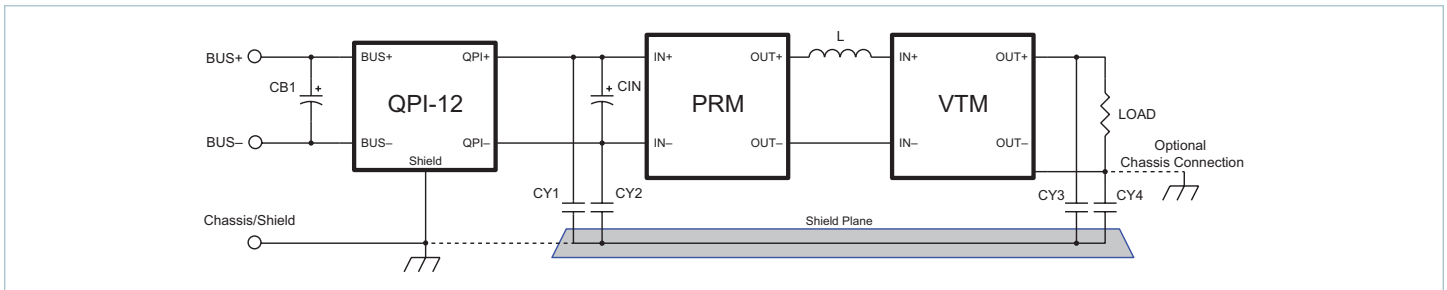 BUS+
CB1
+
BUS–
BUS+
QPI+
QPI-12
BUS–
QPI–
Shield
+
CIN
CY1
CY2
IN+
OUT+
PRM
IN–
OUT–
L
IN+
OUT+
VTM
IN–
OUT–
LOAD
Optional
Chassis Connection
CY3
CY4
Chassis/Shield
Shield Plane